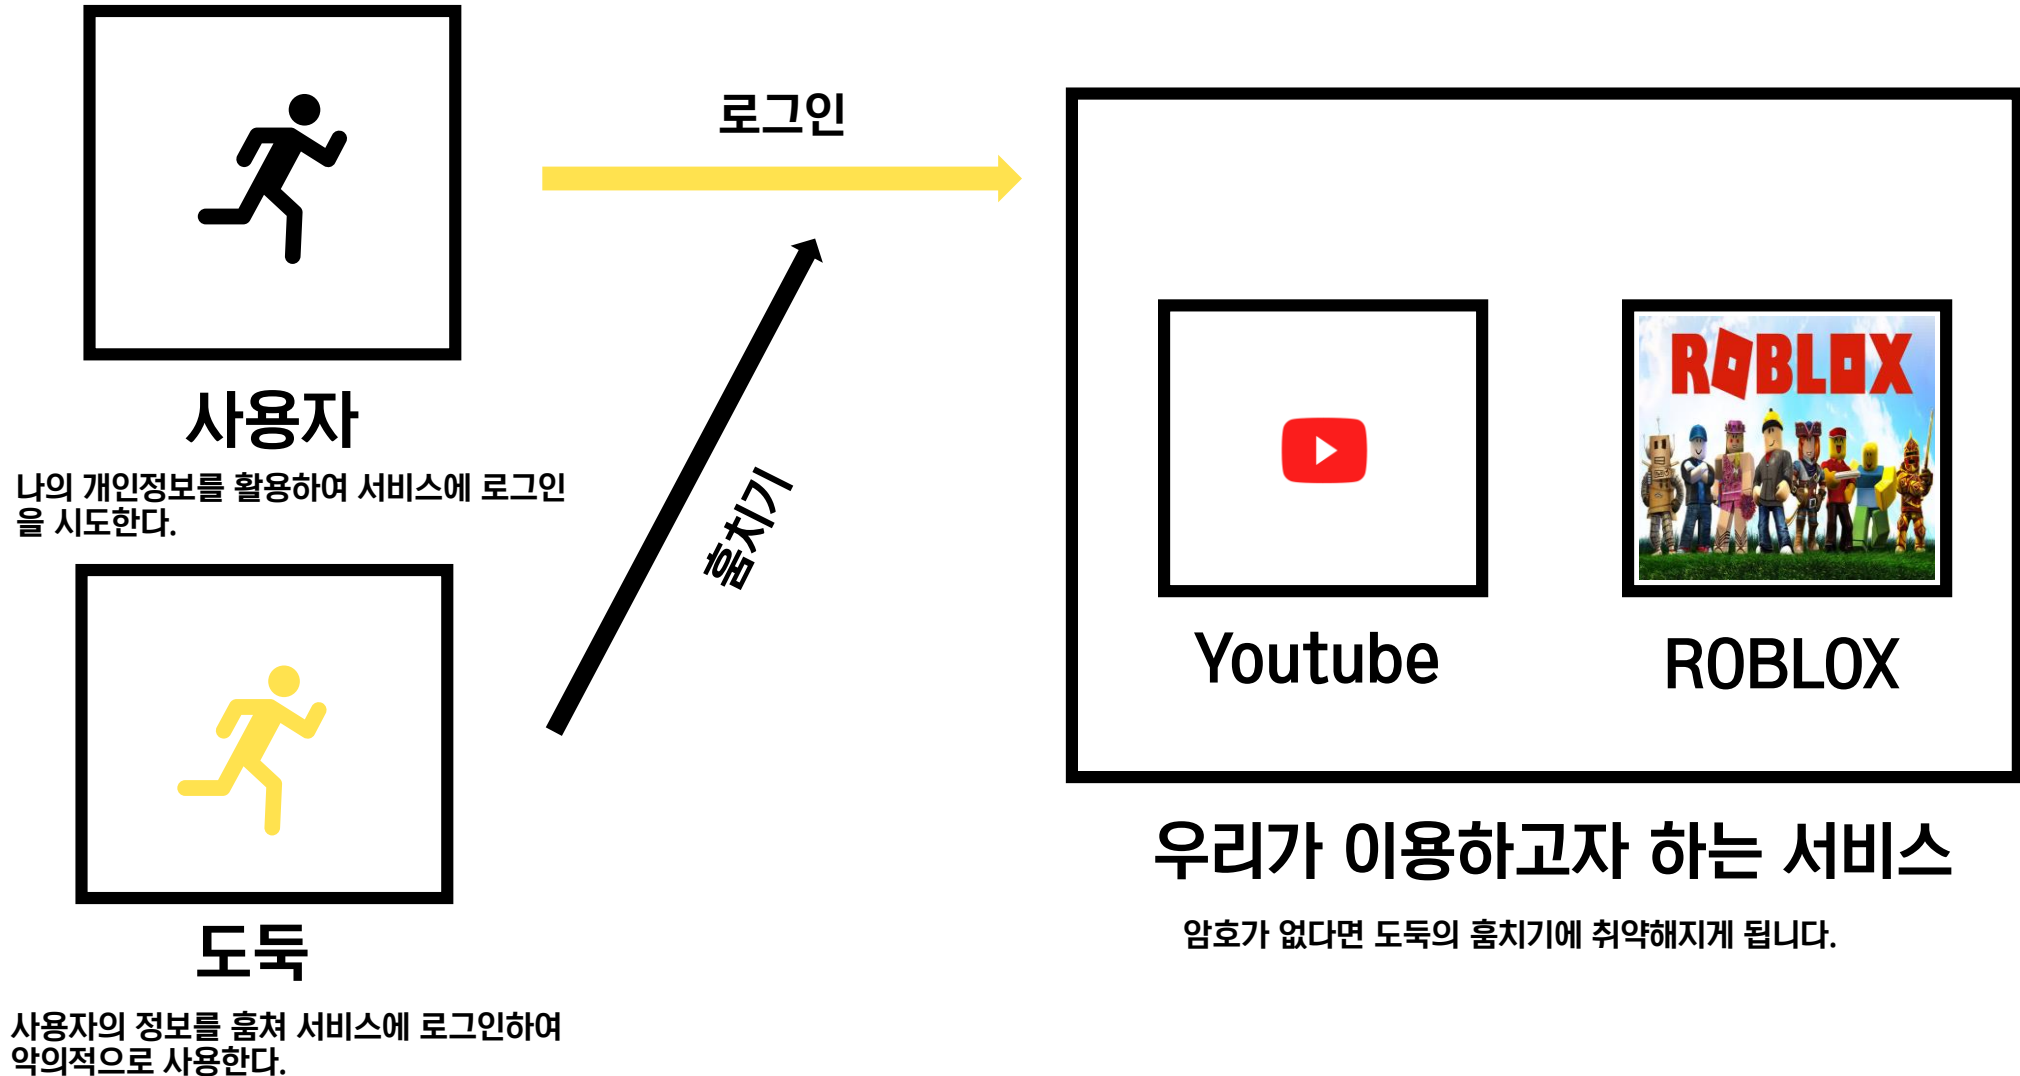 로그인
사용자
나의 개인정보를 활용하여 서비스에 로그인
을 시도한다.
훔치기
도둑
사용자의 정보를 훔쳐 서비스에 로그인하여
악의적으로 사용한다.
ROBLOX
Youtube
ROBLOX
우리가 이용하고자 하는 서비스
암호가 없다면 도둑의 훔치기에 취약해지게 됩니다.